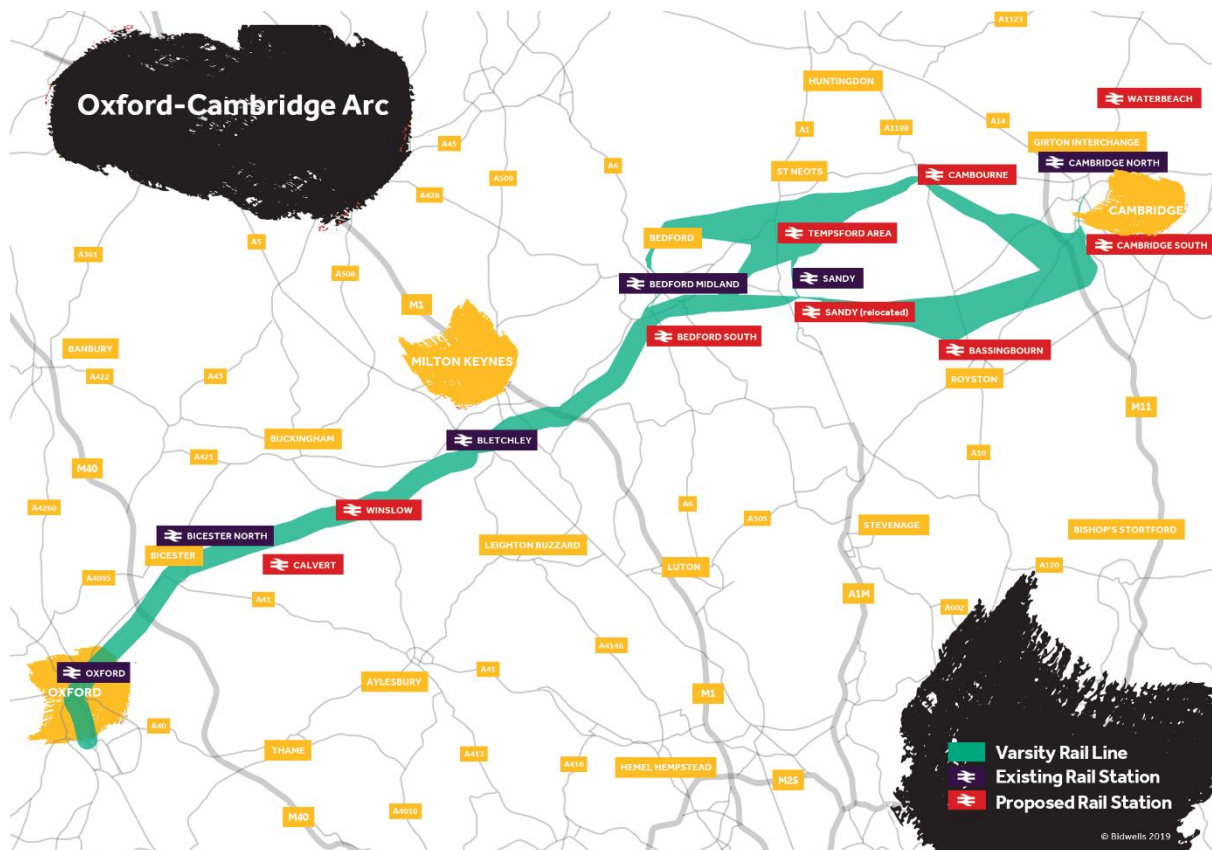 Oxford-Cambridge Arc
A1123
HUNTINGDON
WATERBEACH
A14
A1
A1198
A45
GIRTON INTERCHANGE
A6
CAMBRIDGE NORTH
ST NEOTS
CAMBOURNE
A509
A428
CAMBRIDGE
TEMPSFORD AREA
BEDFORD
A5
CAMBRIDGE SOUTH
A361
SANDY
BEDFORD MIDLAND
A508
M1
SANDY (relocated)
BEDFORD SOUTH
BANBURY
BASSINGBOURN
MILTON KEYNES
A422
A43
ROYSTON
M11
BUCKINGHAM
BLETCHLEY
A421
A10
M40
A6
A4260
WINSLOW
A505
STEVENAGE
BISHOP'S STORTFORD
BICESTER NORTH
LEIGHTON BUZZARD
BICESTER
CALVERT
LUTON
A120
A4095
A1M
A41
A602
A4146
OXFORD
A41
AYLESBURY
OXFORD
M1
A40
THAME
A413
Varsity Rail Line
A418
HEMEL HEMPSTEAD
M25
Existing Rail Station
Proposed Rail Station
A4010
M40
© Bidwells 2019